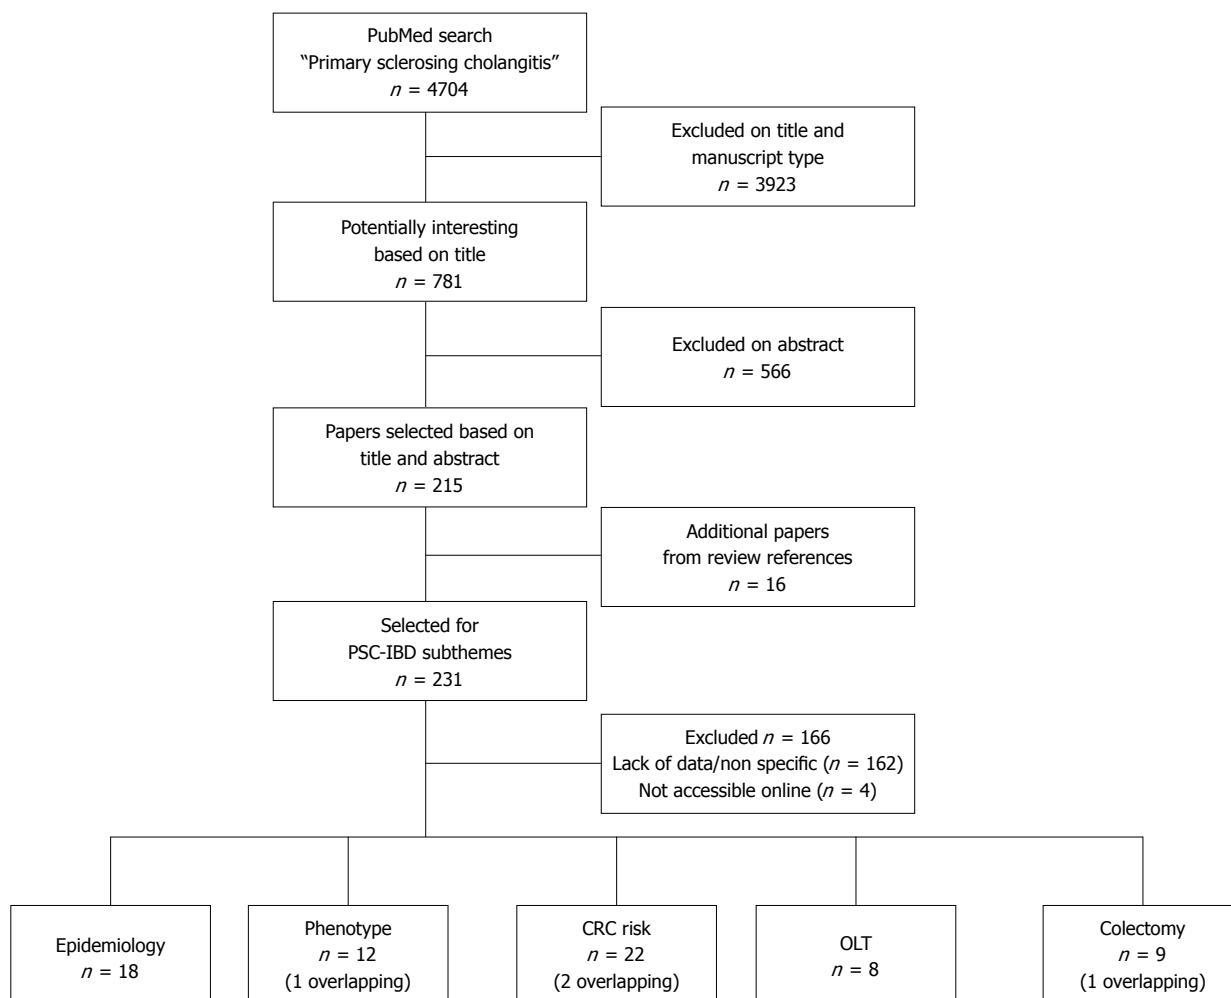 PubMed search
“Primary sclerosing cholangitis”
n = 4704
Excluded on title and
manuscript type
n = 3923
Potentially interesting
based on title
n = 781
Excluded on abstract
n = 566
Papers selected based on
title and abstract
n = 215
Additional papers
from review references
n = 16
Selected for
PSC-IBD subthemes
n = 231
Excluded n = 166
Lack of data/non specific (n = 162)
Not accessible online (n = 4)
Epidemiology
n = 18
Phenotype
n = 12
(1 overlapping)
CRC risk
n = 22
(2 overlapping)
OLT
n = 8
Colectomy
n = 9
(1 overlapping)